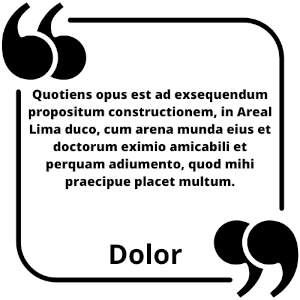 Quotiens opus est ad exsequendum
propositum constructionem, in Areal
Lima duco, cum arena munda eius et
doctorum eximio amicabili et
perquam adiumento, quod mihi
praecipue placet multum.
Dolor